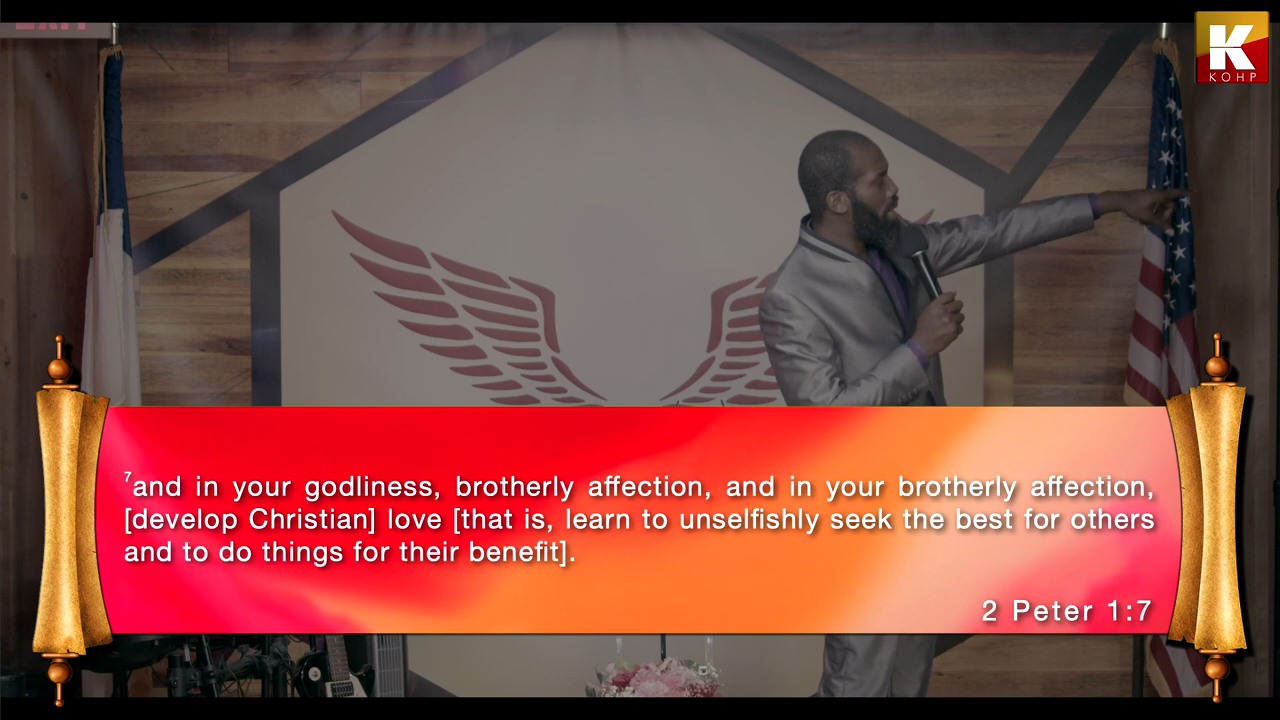 EXIT
K
KOHP
7and in your godliness, brotherly affection, and in your brotherly affection,
[develop Christian] love [that is, learn to unselfishly seek the best for others
and to do things for their benefit].
2 Peter 1:7